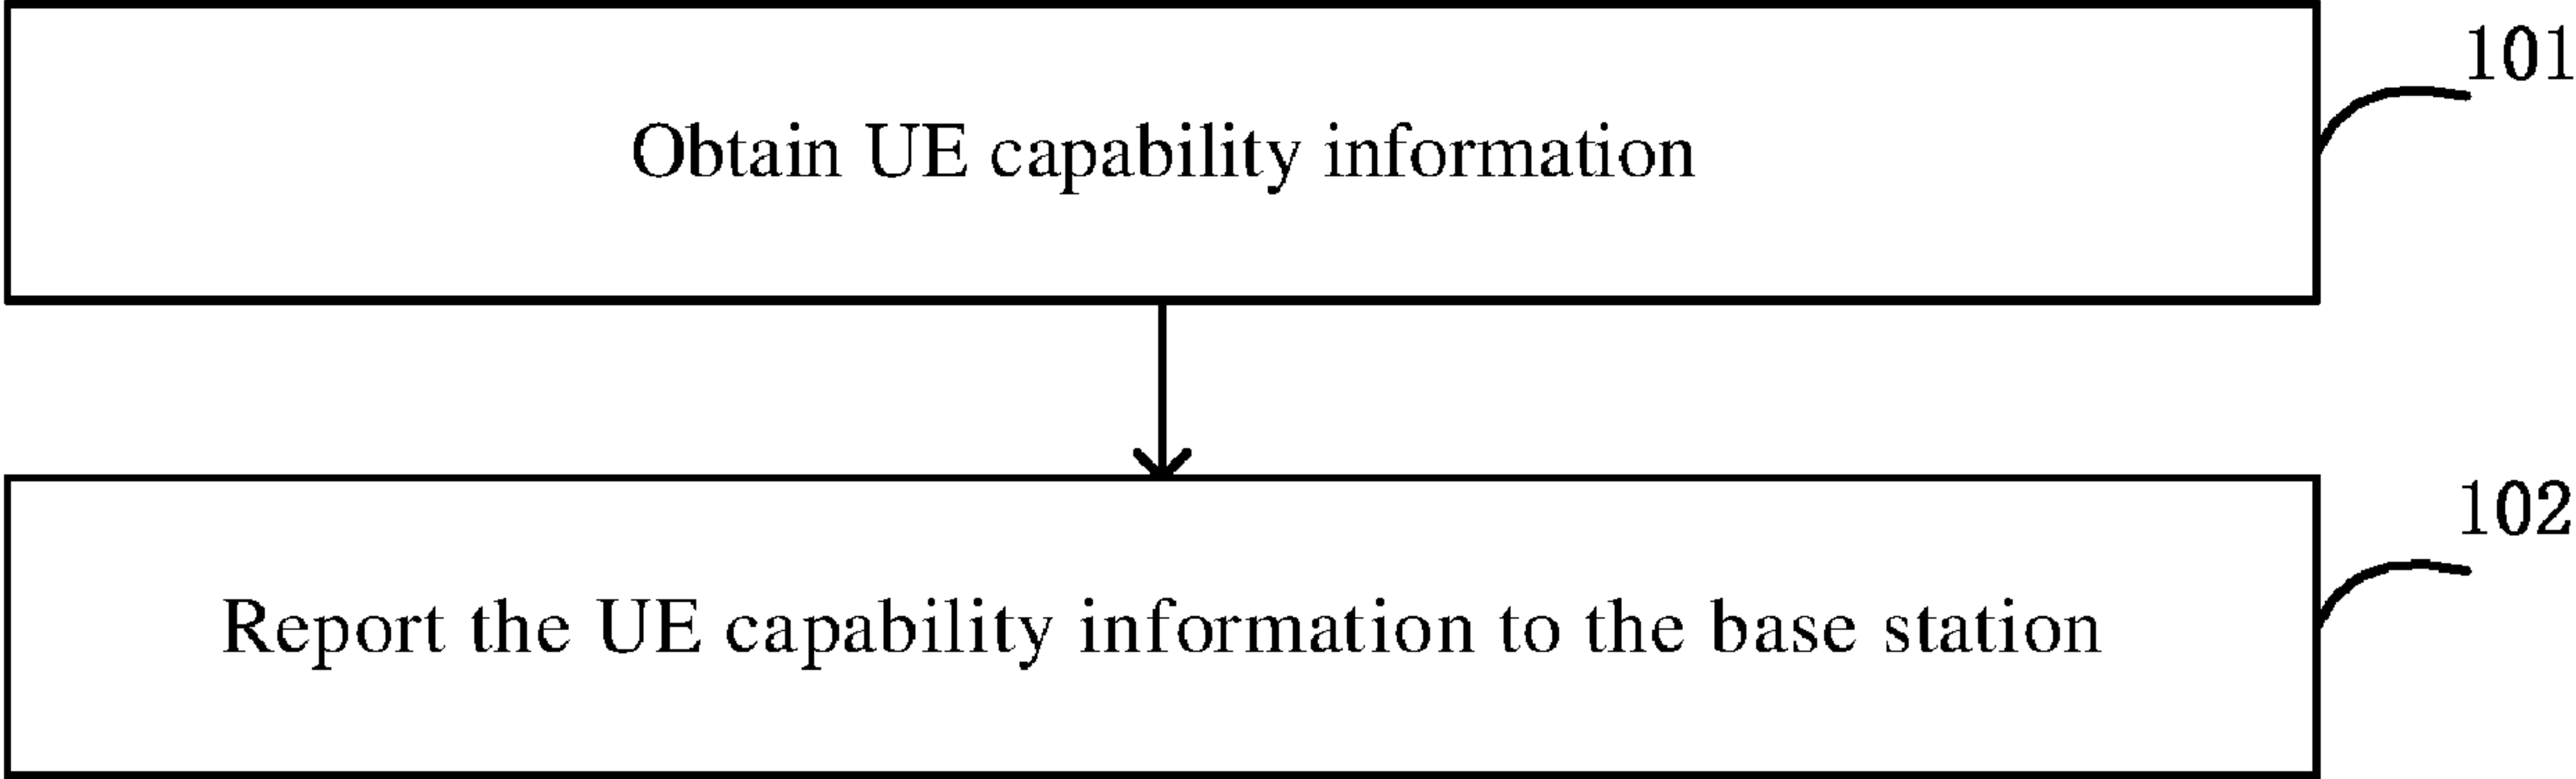 101
Obtain UE capability information
102
Report the UE capability information to the base station